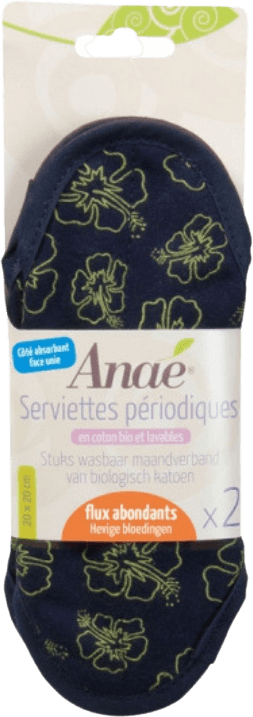 Côté absorbant
face unie
Anaé®
Serviettes périodiques
en coton bio et lavables
Stuks wasbaar maandverband
van biologisch katoen
20 x 20 cm
flux abondants
Hevige bloedingen
x2